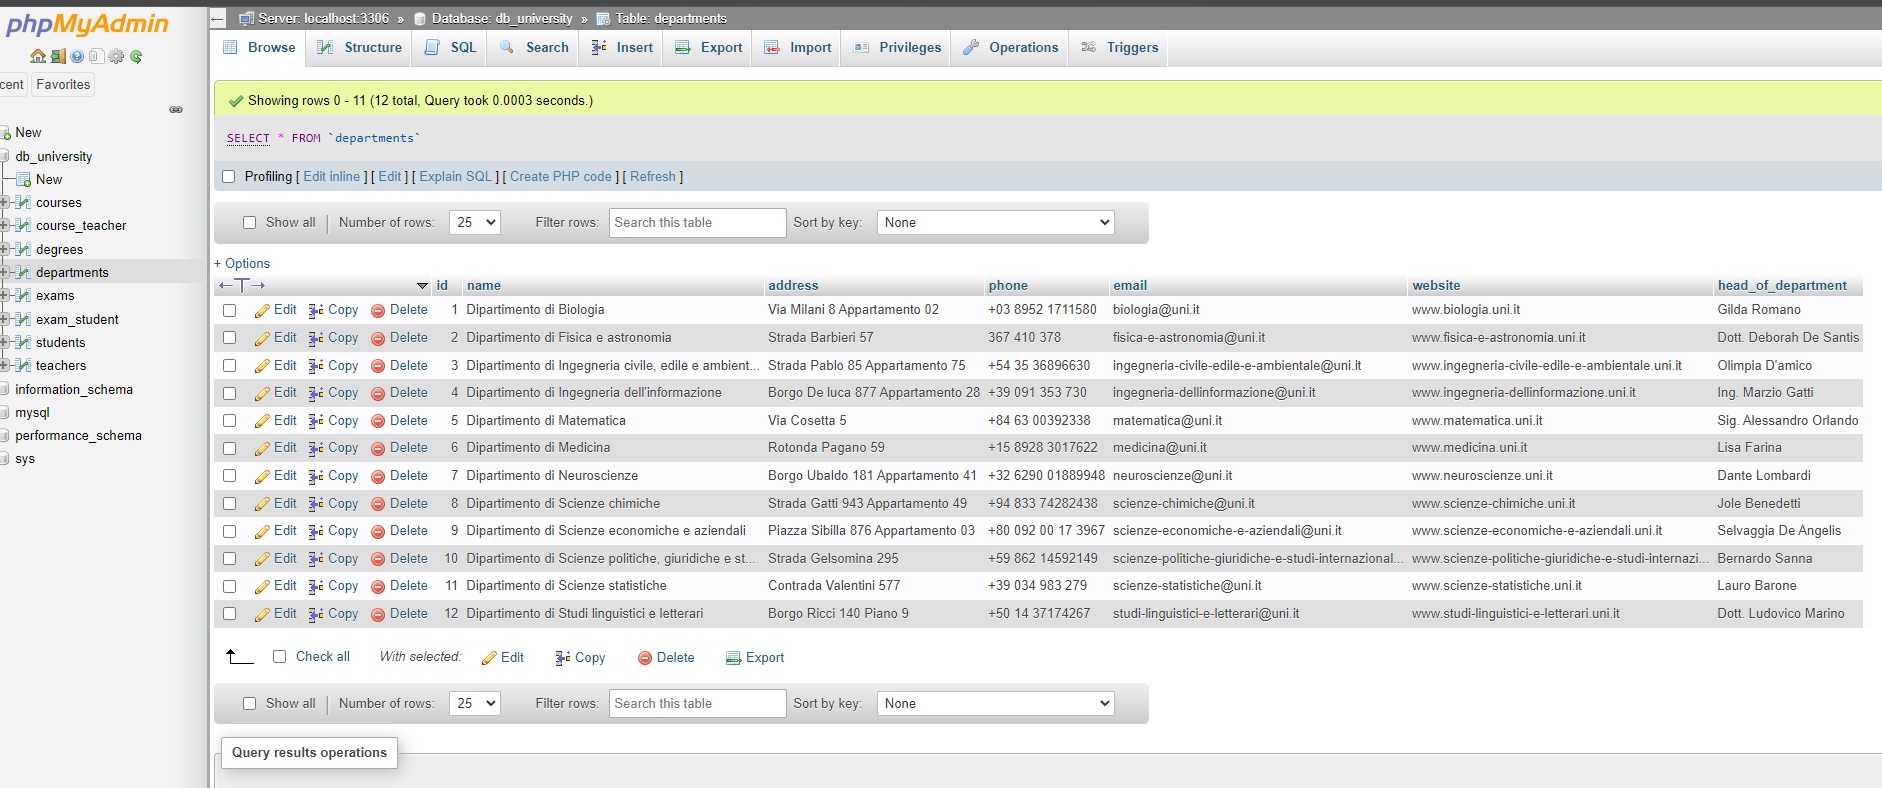 phpMyAdmin
cent Favorites
New
db_university
New
courses
course_teacher
degrees
departments
exams
exam_student
students
teachers
information_schema
mysql
performance_schema
sys
Server: localhost:3306 » Database: db_university » Table: departments
Browse Structure SQL Search Insert Export Import Privileges Operations Triggers
Showing rows 0 - 11 (12 total, Query took 0.0003 seconds.)
SELECT * FROM `departments`
Profiling [ Edit inline ] [ Edit ] [ Explain SQL ] [ Create PHP code ] [ Refresh ]
Show all Number of rows: 25 Filter rows: Search this table Sort by key: None
+ Options
id name address phone email website head_of_department
Edit Copy Delete 1 Dipartimento di Biologia Via Milani 8 Appartamento 02 +03 8952 1711580 biologia@uni.it www.biologia.uni.it Gilda Romano
Edit Copy Delete 2 Dipartimento di Fisica e astronomia Strada Barbieri 57 367 410 378 fisica-e-astronomia@uni.it www.fisica-e-astronomia.uni.it Dott. Deborah De Santis
Edit Copy Delete 3 Dipartimento di Ingegneria civile, edile e ambient... Strada Pablo 85 Appartamento 75 +54 35 36896630 ingegneria-civile-edile-e-ambientale@uni.it www.ingegneria-civile-edile-e-ambientale.uni.it Olimpia D'amico
Edit Copy Delete 4 Dipartimento di Ingegneria dell'informazione Borgo De luca 877 Appartamento 28 +39 091 353 730 ingegneria-dellinformazione@uni.it www.ingegneria-dellinformazione.uni.it Ing. Marzio Gatti
Edit Copy Delete 5 Dipartimento di Matematica Via Cosetta 5 +84 63 00392338 matematica@uni.it www.matematica.uni.it Sig. Alessandro Orlando
Edit Copy Delete 6 Dipartimento di Medicina Rotonda Pagano 59 +15 8928 3017622 medicina@uni.it www.medicina.uni.it Lisa Farina
Edit Copy Delete 7 Dipartimento di Neuroscienze Borgo Ubaldo 181 Appartamento 41 +32 6290 01889948 neuroscienze@uni.it www.neuroscienze.uni.it Dante Lombardi
Edit Copy Delete 8 Dipartimento di Scienze chimiche Strada Gatti 943 Appartamento 49 +94 833 74282438 scienze-chimiche@uni.it www.scienze-chimiche.uni.it Jole Benedetti
Edit Copy Delete 9 Dipartimento di Scienze economiche e aziendali Piazza Sibilla 876 Appartamento 03 +80 092 00 17 3967 scienze-economiche-e-aziendali@uni.it www.scienze-economiche-e-aziendali.uni.it Selvaggia De Angelis
Edit Copy Delete 10 Dipartimento di Scienze politiche, giuridiche e st... Strada Gelsomina 295 +59 862 14592149 scienze-politiche-giuridiche-e-studi-internazional... www.scienze-politiche-giuridiche-e-studi-internazi... Bernardo Sanna
Edit Copy Delete 11 Dipartimento di Scienze statistiche Contrada Valentini 577 +39 034 983 279 scienze-statistiche@uni.it www.scienze-statistiche.uni.it Lauro Barone
Edit Copy Delete 12 Dipartimento di Studi linguistici e letterari Borgo Ricci 140 Piano 9 +50 14 37174267 studi-linguistici-e-letterari@uni.it www.studi-linguistici-e-letterari.uni.it Dott. Ludovico Marino
Check all With selected: Edit Copy Delete Export
Show all Number of rows: 25 Filter rows: Search this table Sort by key: None
Query results operations